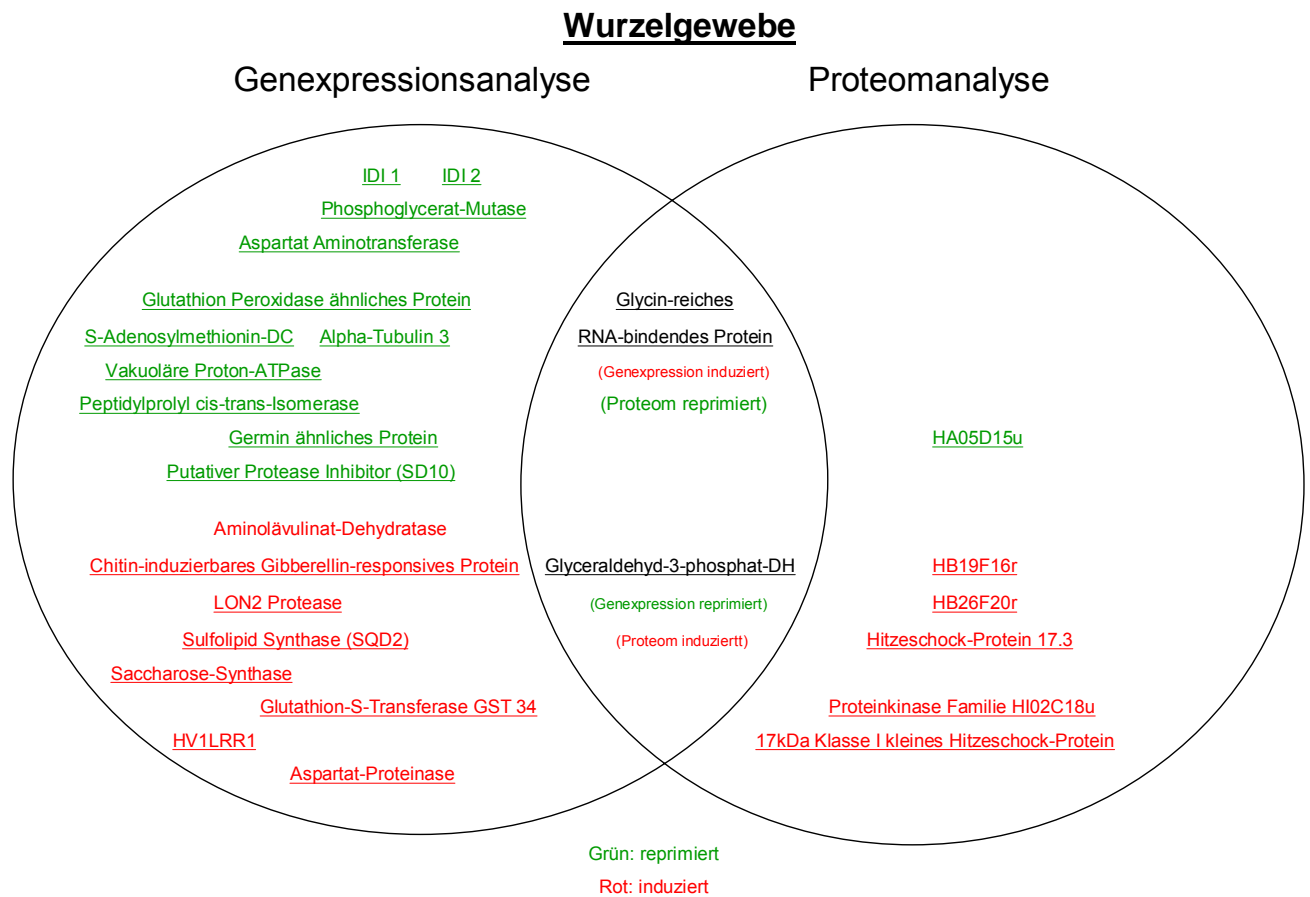 Wurzelgewebe
Genexpressionsanalyse Proteomanalyse
IDI 1 IDI 2
Phosphoglycerat-Mutase
Aspartat Aminotransferase
Glutathion Peroxidase ähnliches Protein
S-Adenosylmethionin-DC Alpha-Tubulin 3
Vakuoläre Proton-ATPase
Peptidylprolyl cis-trans-Isomerase
Germin ähnliches Protein
Putativer Protease Inhibitor (SD10)
Aminolävulinat-Dehydratase
Chitin-induzierbares Gibberellin-responsives Protein
LON2 Protease
Sulfolipid Synthase (SQD2)
Saccharose-Synthase
Glutathion-S-Transferase GST 34
HV1LRR1
Aspartat-Proteinase
Glycin-reiches
RNA-bindendes Protein
(Genexpression induziert)
(Proteom reprimiert)
Glyceraldehyd-3-phosphat-DH
(Genexpression reprimiert)
(Proteom induziertt)
HA05D15u
HB19F16r
HB26F20r
Hitzeschock-Protein 17.3
Proteinkinase Familie HI02C18u
17kDa Klasse I kleines Hitzeschock-Protein
Grün: reprimiert
Rot: induziert